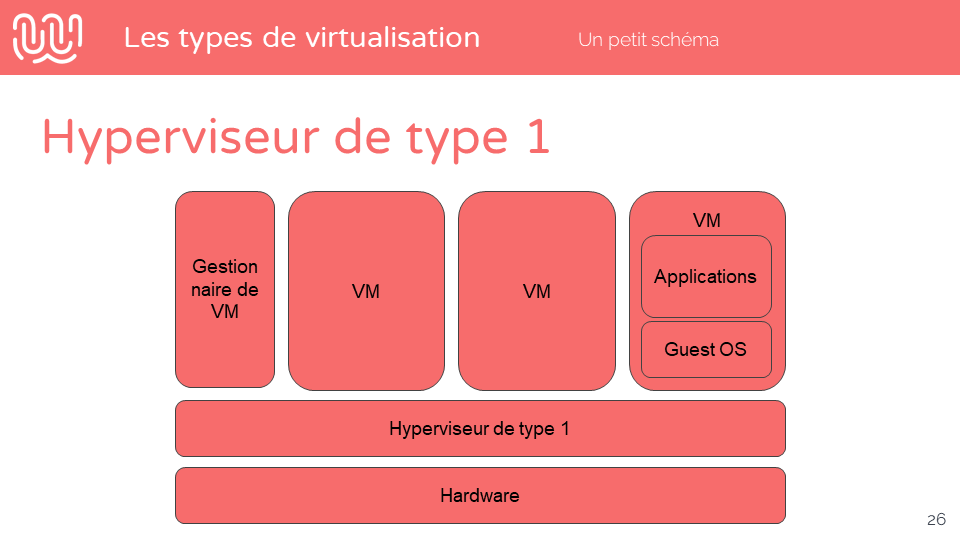 Les types de virtualisation
Un petit schéma
Hyperviseur de type 1
Gestion
naire de
VM
VM
VM
VM
Applications
Guest OS
Hyperviseur de type 1
Hardware
26